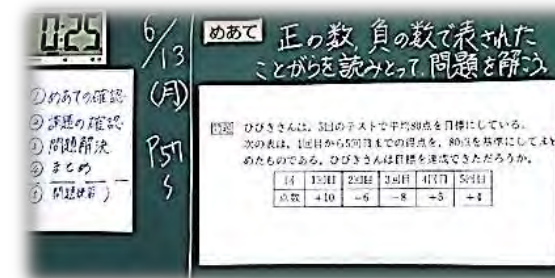 0:25
6/13
(月)
P57
①めあての確認
②課題の確認
③問題解決
④まとめ
めあて 正の数、負の数で表された
ことがらを読みとって、問題を解こう。
問題 ひびきさんは、5回のテストで平均80点を目標にしている。
次の表は、1回目から5回目までの得点を、80点を基準にしてまと
めたものである。ひびきさんは目標を達成できただろうか。
回 1回目 2回目 3回目 4回目 5回目
点数 +10 −6 −8 +5 +4